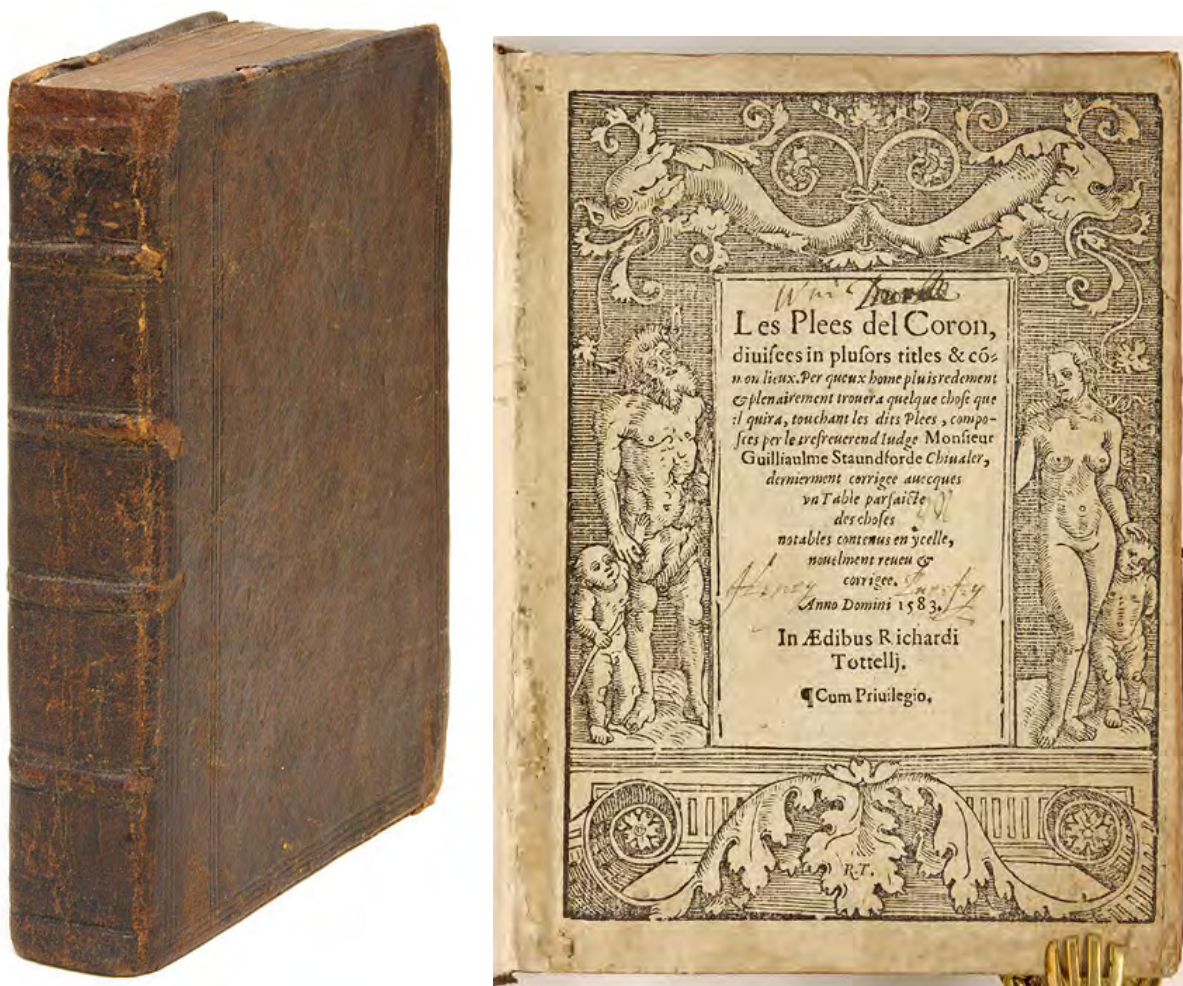 Les Plees del Coron,
diuiſees in pluſors titles & cō-
mon lieux. Per queux home pluis redement
& plenairement trouera quelque choſe que
il quira, touchant les dits Plees, compo-
ſees per le treſreuerend Iudge Monſieur
Guilliaulme Staundforde Chiualer,
dernierment corrigee auecques
vn Table parfaicte
des choſes
notables contenus en ycelle,
nouelment reueu &
corrigee.
Anno Domini 1583.
In Ædibus Richardi
Tottellj.
¶Cum Priuilegio.
R.T.